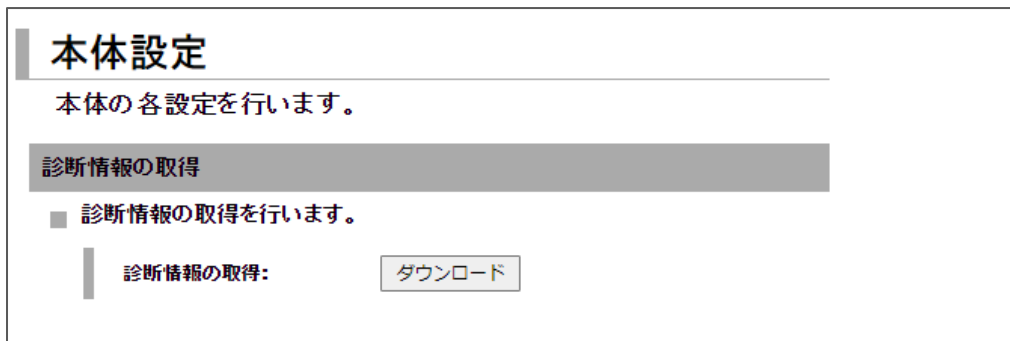 本体設定
本体の各設定を行います。
診断情報の取得
診断情報の取得を行います。
診断情報の取得: ダウンロード